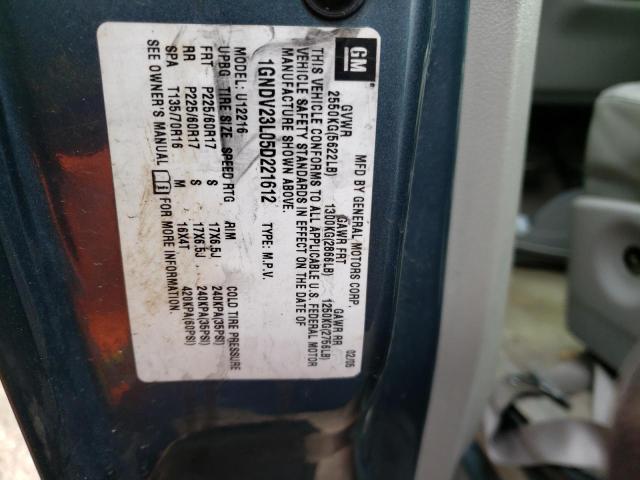 GM
MFD BY GENERAL MOTORS CORP. 02/05
GVWR GAWR FRT GAWR RR
2550KG(5622LB) 1300KG(2866LB) 1250KG(2756LB)
THIS VEHICLE CONFORMS TO ALL APPLICABLE U.S. FEDERAL MOTOR
VEHICLE SAFETY STANDARDS IN EFFECT ON THE DATE OF
MANUFACTURE SHOWN ABOVE.
1GNDV23L05D221612 TYPE: M.P.V.
MODEL: U12216
UPBG TIRE SIZE SPEED RTG RIM COLD TIRE PRESSURE
FRT P225/60R17 S 17X6.5J 240KPA(35PSI)
RR P225/60R17 S 17X6.5J 240KPA(35PSI)
SPA T135/70R16 M 16X4T 420KPA(60PSI)
SEE OWNER'S MANUAL FOR MORE INFORMATION.